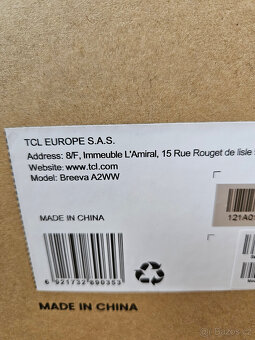 TCL EUROPE S.A.S.
Address: 8/F, Immeuble L'Amiral, 15 Rue Rouget de lisle
Website: www.tcl.com
Model: Breeva A2WW
MADE IN CHINA
121A0
6 921732 690353
MADE IN CHINA